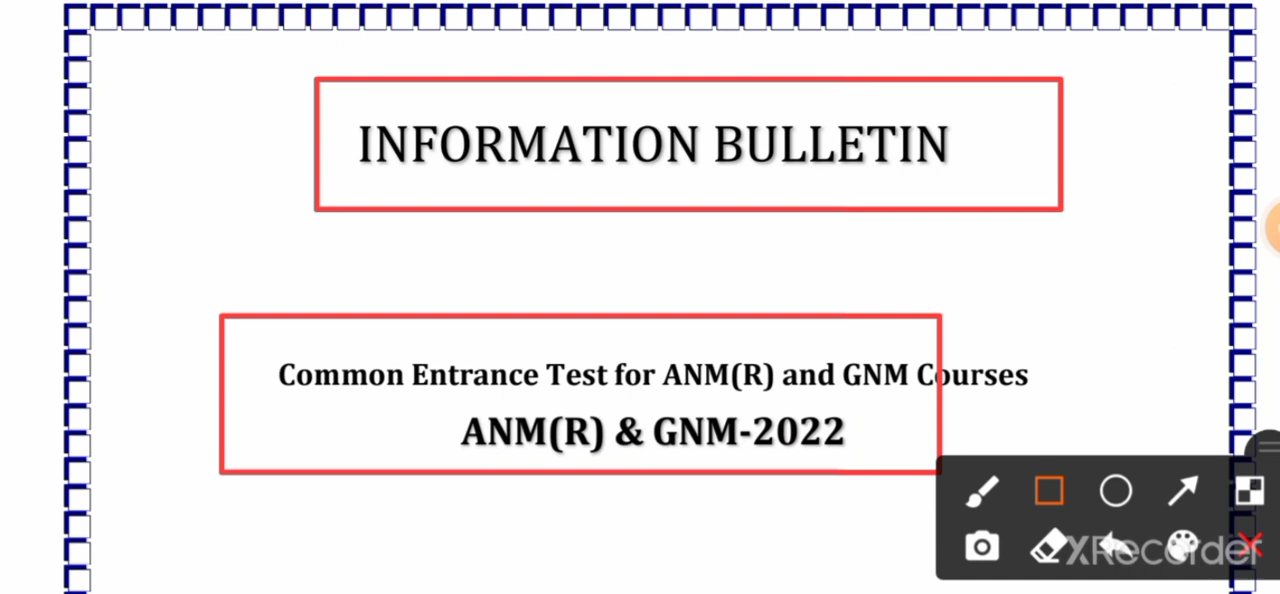 INFORMATION BULLETIN
Common Entrance Test for ANM(R) and GNM Courses
ANM(R) & GNM-2022
XRecorder